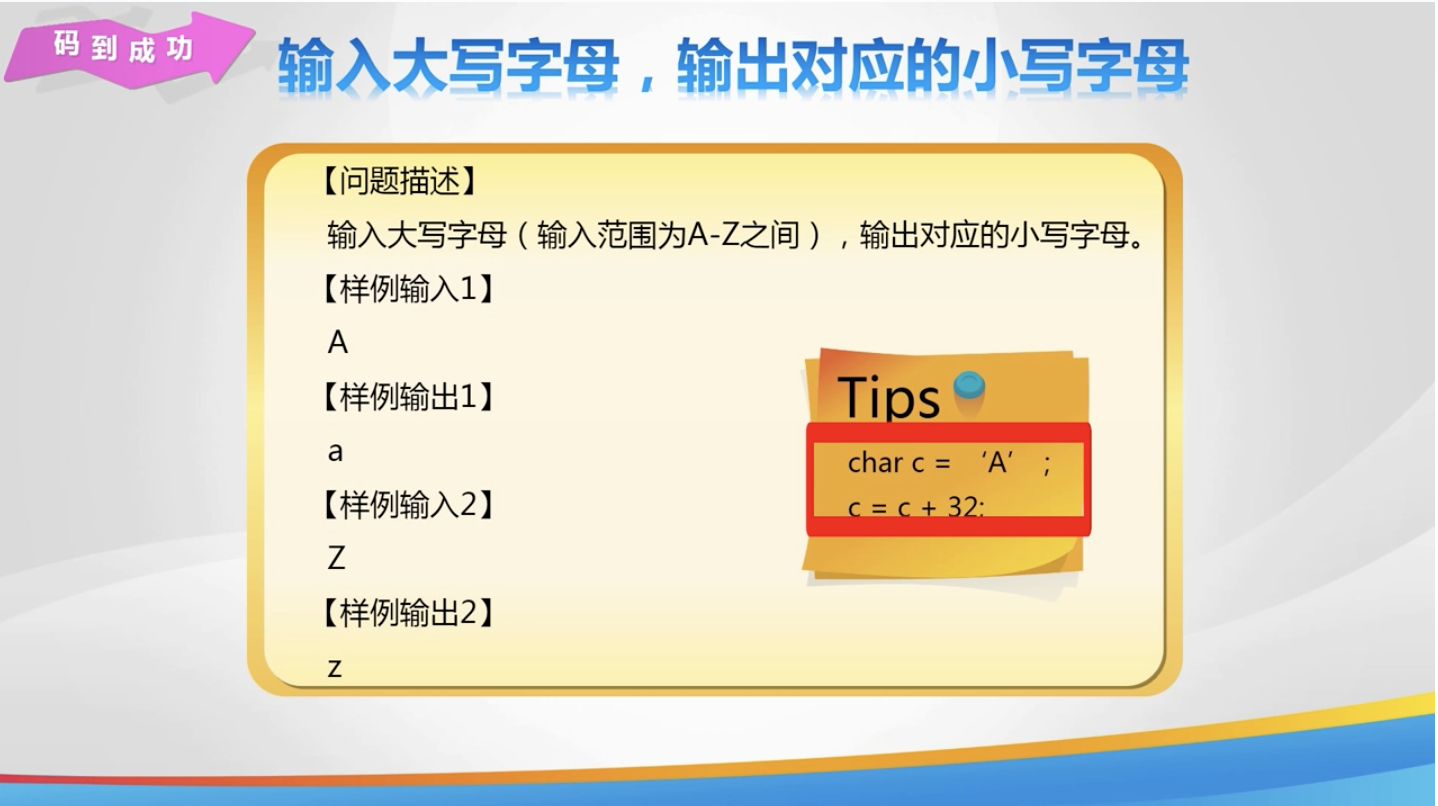 码到成功
输入大写字母，输出对应的小写字母
【问题描述】
输入大写字母（输入范围为A-Z之间），输出对应的小写字母。
【样例输入1】
A
【样例输出1】
a
【样例输入2】
Z
【样例输出2】
z
Tips
char c = ‘A’ ;
c = c + 32;